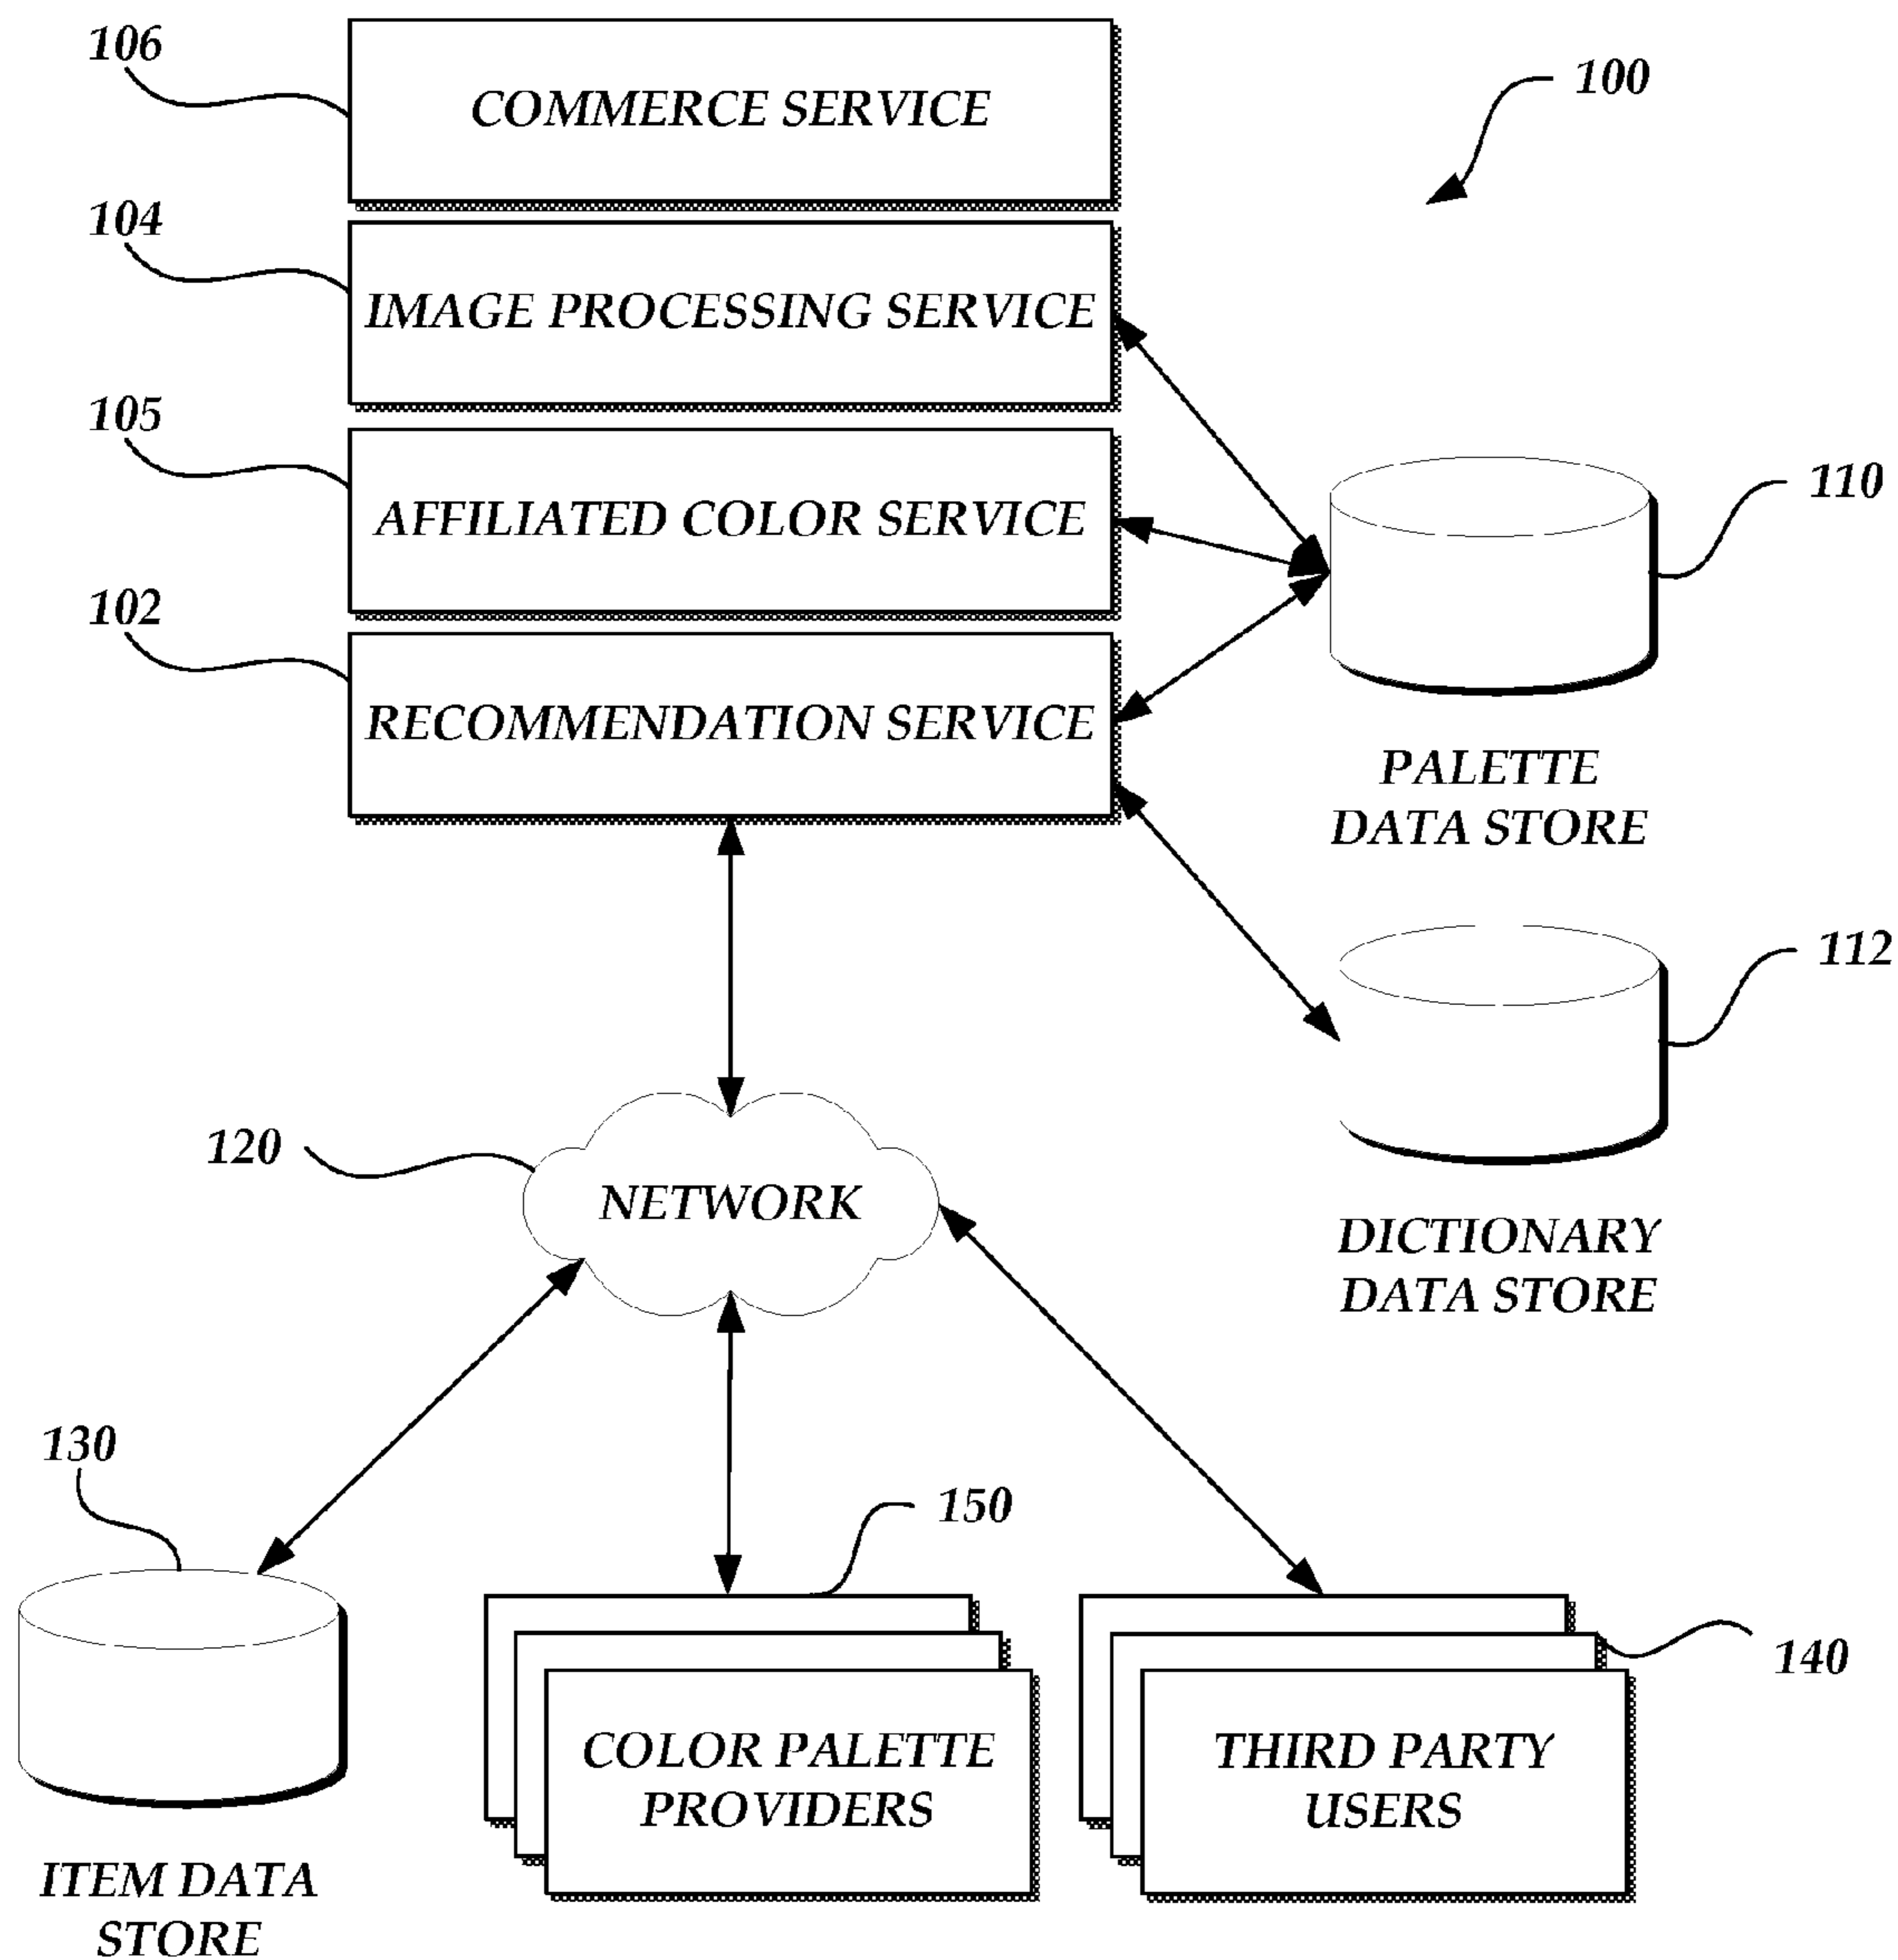 106
COMMERCE SERVICE
100
104
IMAGE PROCESSING SERVICE
105
AFFILIATED COLOR SERVICE
110
102
RECOMMENDATION SERVICE
PALETTE
DATA STORE
112
120
NETWORK
DICTIONARY
DATA STORE
130
150
140
COLOR PALETTE
PROVIDERS
THIRD PARTY
USERS
ITEM DATA
STORE